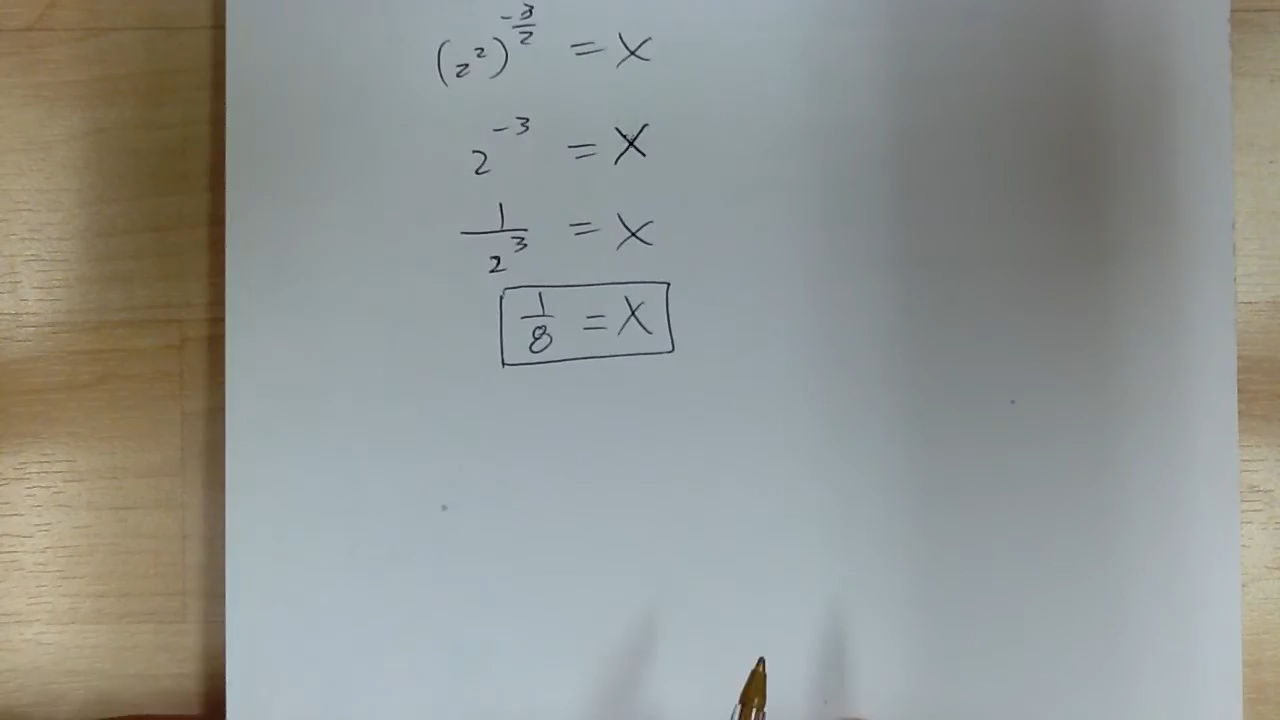 (2²)^(-3/2) = X
2^(-3) = X
1/2³ = X
1/8 = X